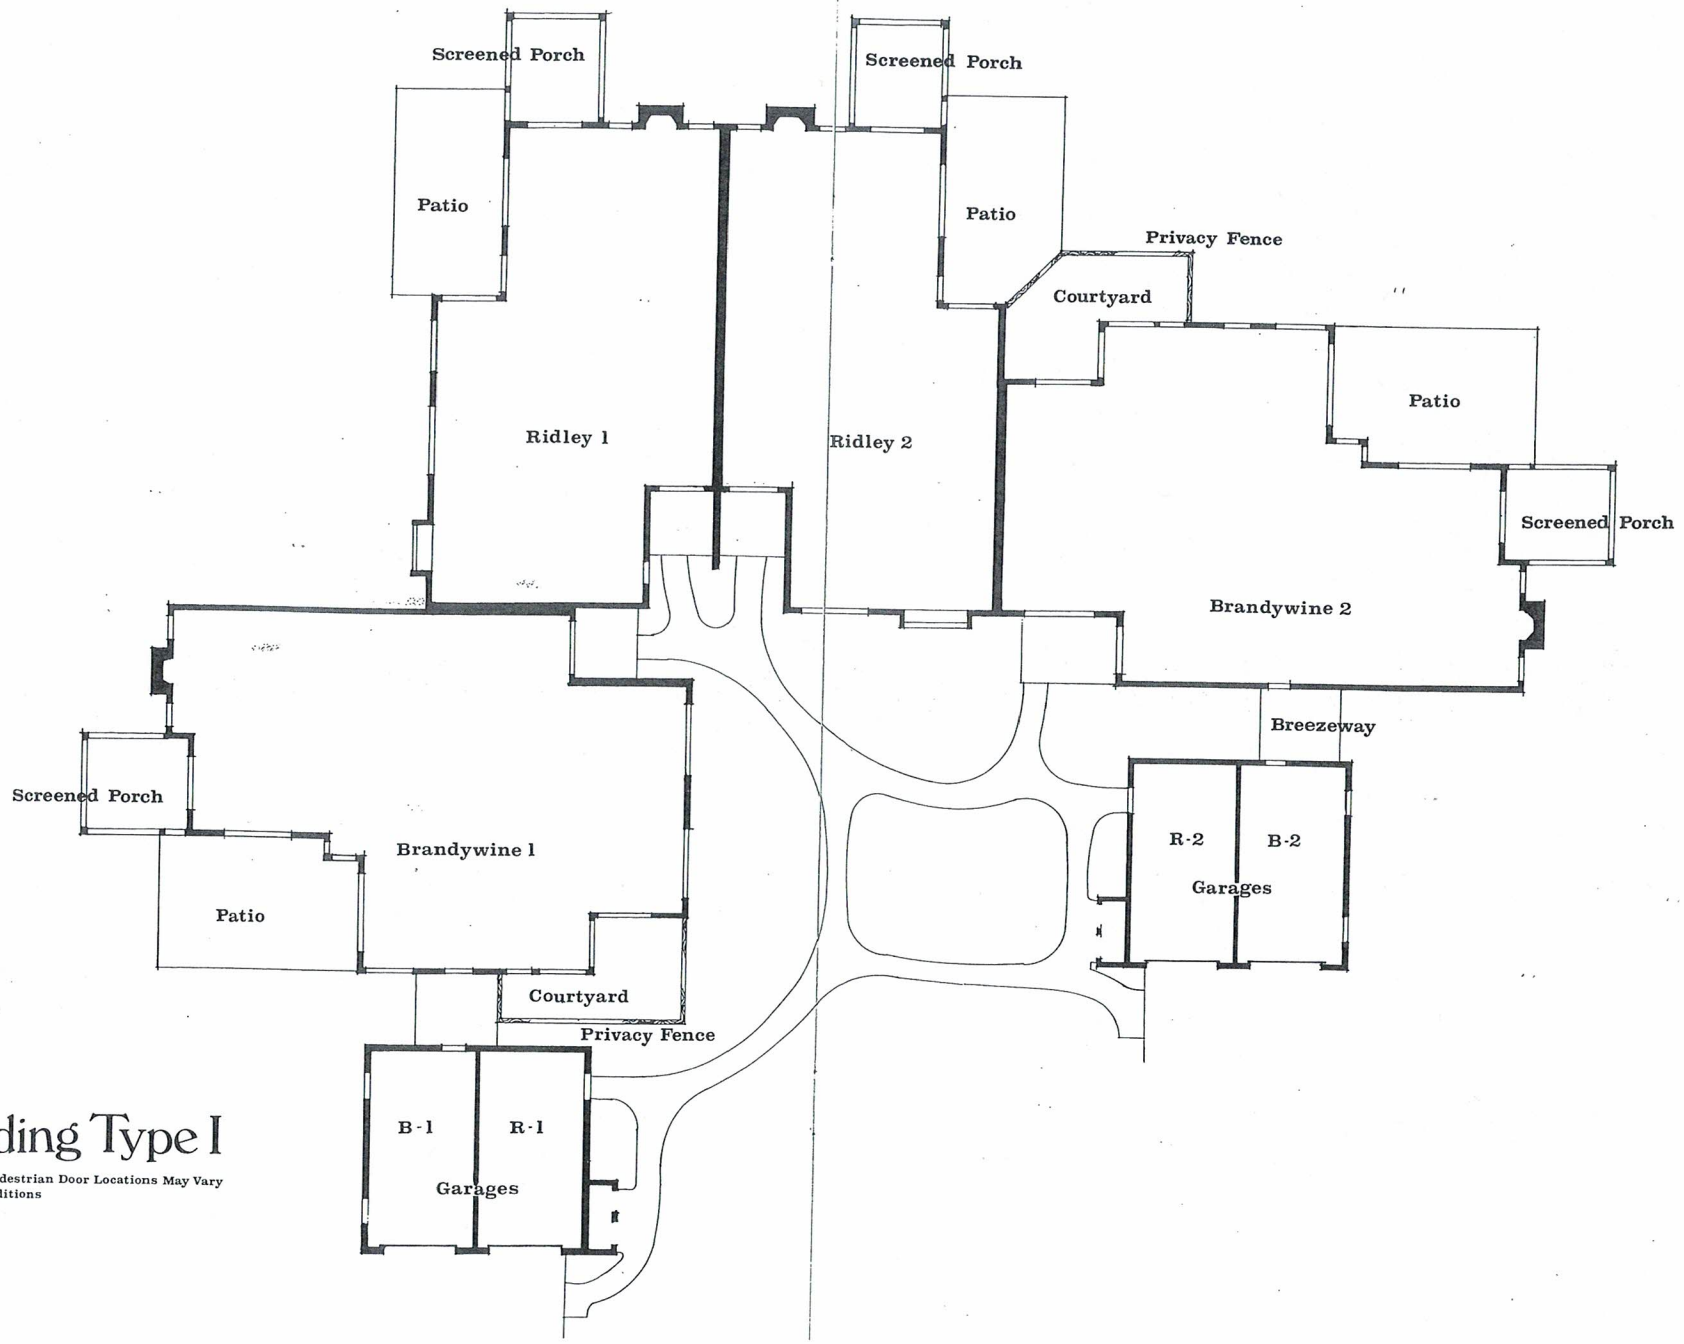 Screened Porch
Screened Porch
Patio
Patio
Privacy Fence
Courtyard
Patio
Ridley 1
Ridley 2
Screened Porch
Brandywine 2
Breezeway
Screened Porch
Brandywine 1
R-2
B-2
Garages
Patio
Courtyard
Privacy Fence
B-1
R-1
Garages
ding Type I
destrian Door Locations May Vary
ditions